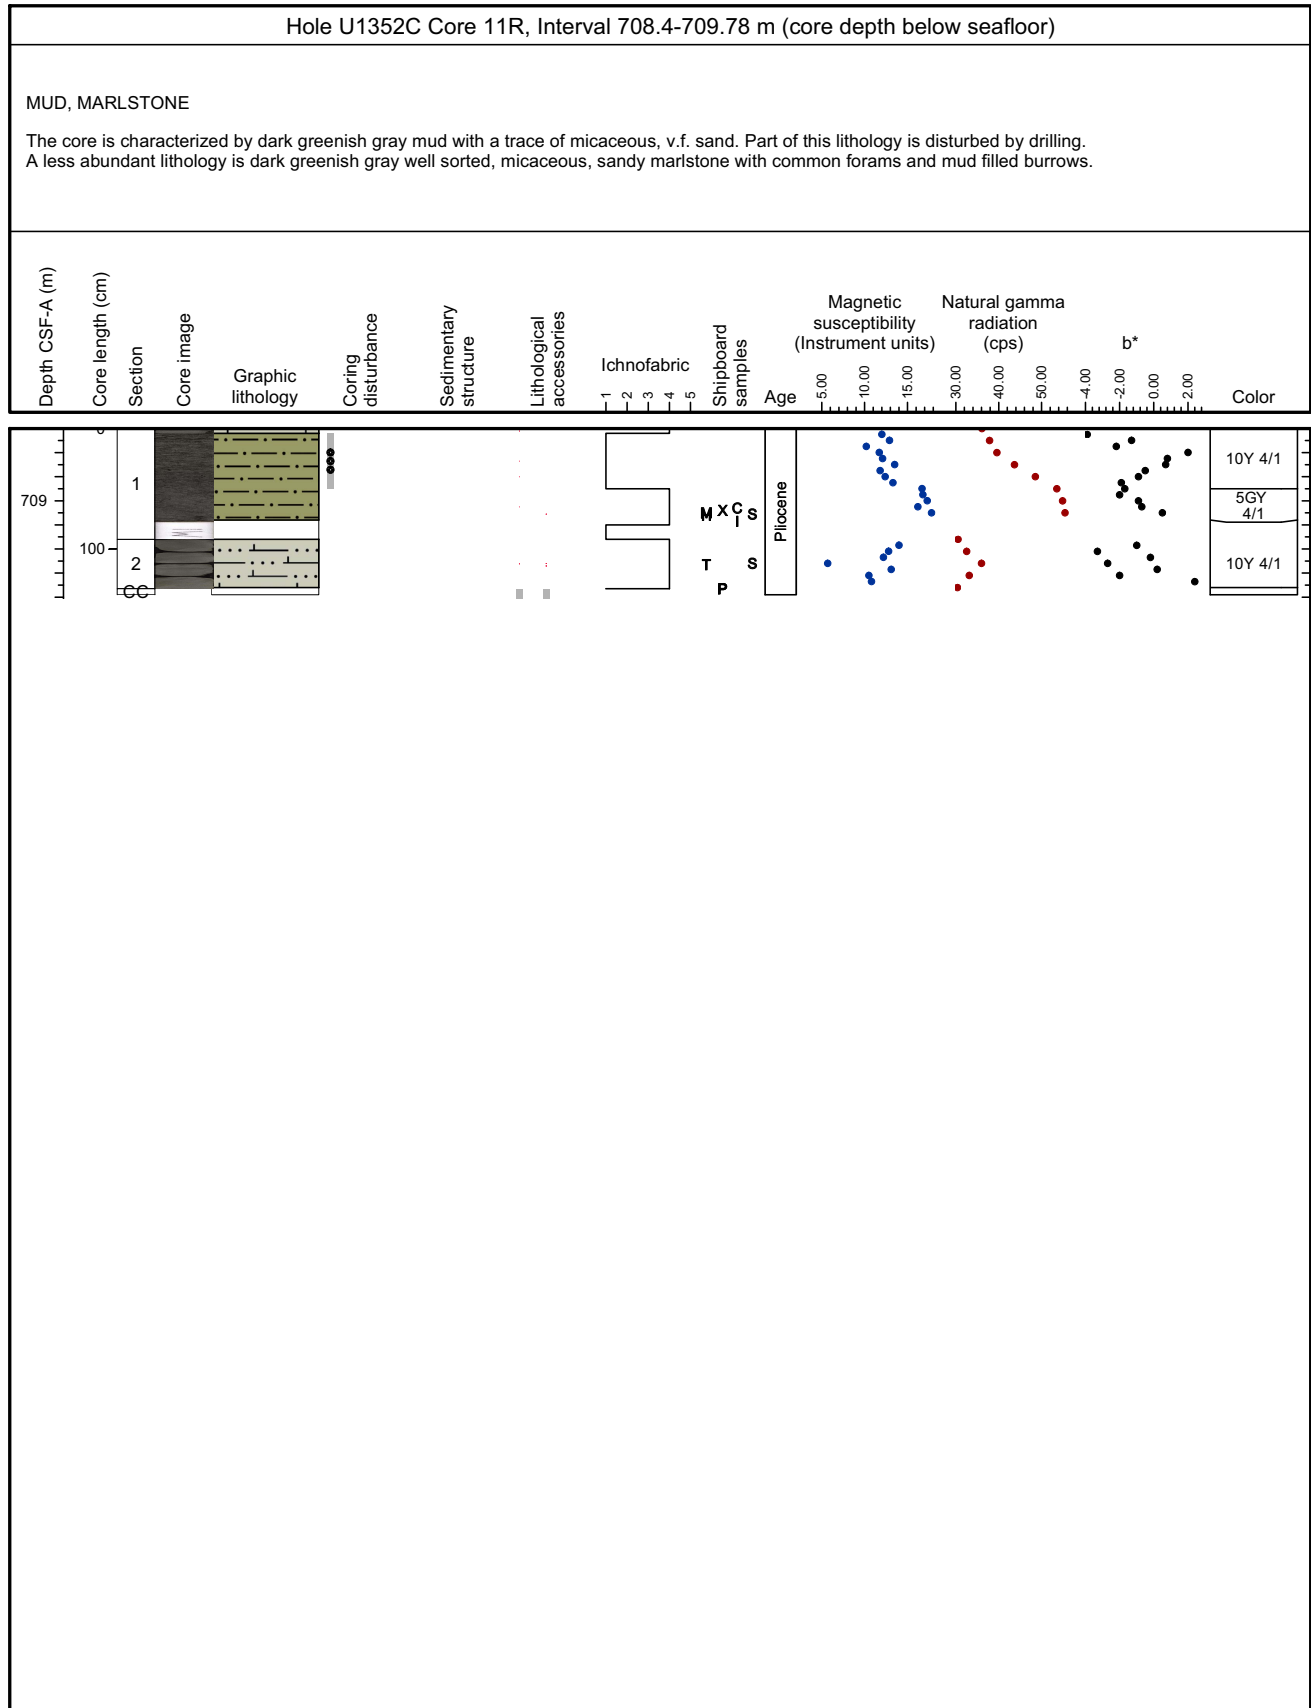 Hole U1352C Core 11R, Interval 708.4-709.78 m (core depth below seafloor)
MUD, MARLSTONE
The core is characterized by dark greenish gray mud with a trace of micaceous, v.f. sand. Part of this lithology is disturbed by drilling.
A less abundant lithology is dark greenish gray well sorted, micaceous, sandy marlstone with common forams and mud filled burrows.
Depth CSF-A (m)
Core length (cm)
Section
Core image
Graphic
lithology
Coring
disturbance
Sedimentary
structure
Lithological
accessories
Ichnofabric
1 2 3 4 5
Shipboard
samples
Age
Magnetic
susceptibility
(Instrument units)
5.00 10.00 15.00
Natural gamma
radiation
(cps)
30.00 40.00 50.00
b*
-4.00 -2.00 0.00 2.00
Color
709
100
1
2
CC
X C S
I
T S
P
Pliocene
10Y 4/1
5GY
4/1
10Y 4/1